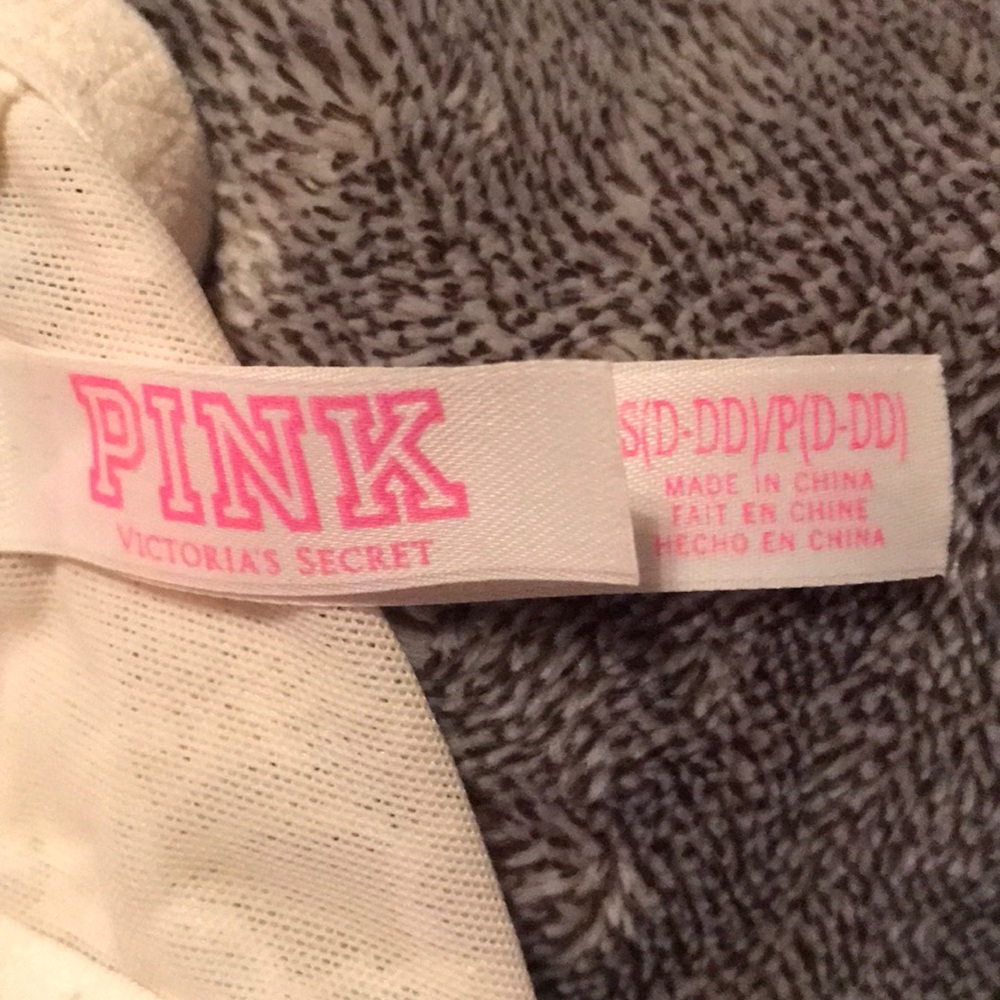 PINK
VICTORIA'S SECRET
S(D-DD)/P(D-DD)
MADE IN CHINA
FAIT EN CHINE
HECHO EN CHINA